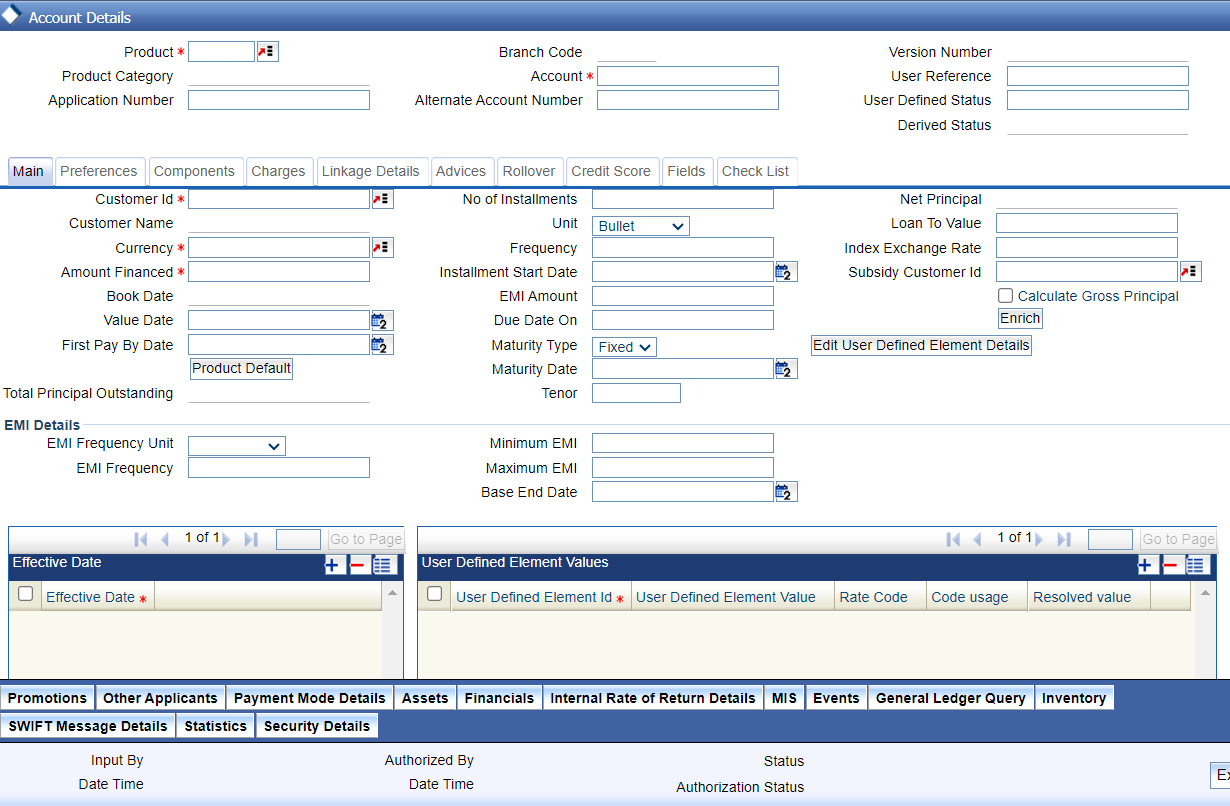 Account Details
Product * Branch Code Version Number
Product Category Account * User Reference
Application Number Alternate Account Number User Defined Status
Derived Status
Main Preferences Components Charges Linkage Details Advices Rollover Credit Score Fields Check List
Customer Id * No of Installments Net Principal
Customer Name Unit Bullet Loan To Value
Currency * Frequency Index Exchange Rate
Amount Financed * Installment Start Date Subsidy Customer Id
Book Date EMI Amount Calculate Gross Principal
Value Date Due Date On Enrich
First Pay By Date Maturity Type Fixed Edit User Defined Element Details
Product Default Maturity Date
Total Principal Outstanding Tenor
EMI Details
EMI Frequency Unit Minimum EMI
EMI Frequency Maximum EMI
Base End Date
1 of 1 Go to Page 1 of 1 Go to Page
Effective Date User Defined Element Values
Effective Date * User Defined Element Id * User Defined Element Value Rate Code Code usage Resolved value
Promotions Other Applicants Payment Mode Details Assets Financials Internal Rate of Return Details MIS Events General Ledger Query Inventory
SWIFT Message Details Statistics Security Details
Input By Authorized By Status
Date Time Date Time Authorization Status